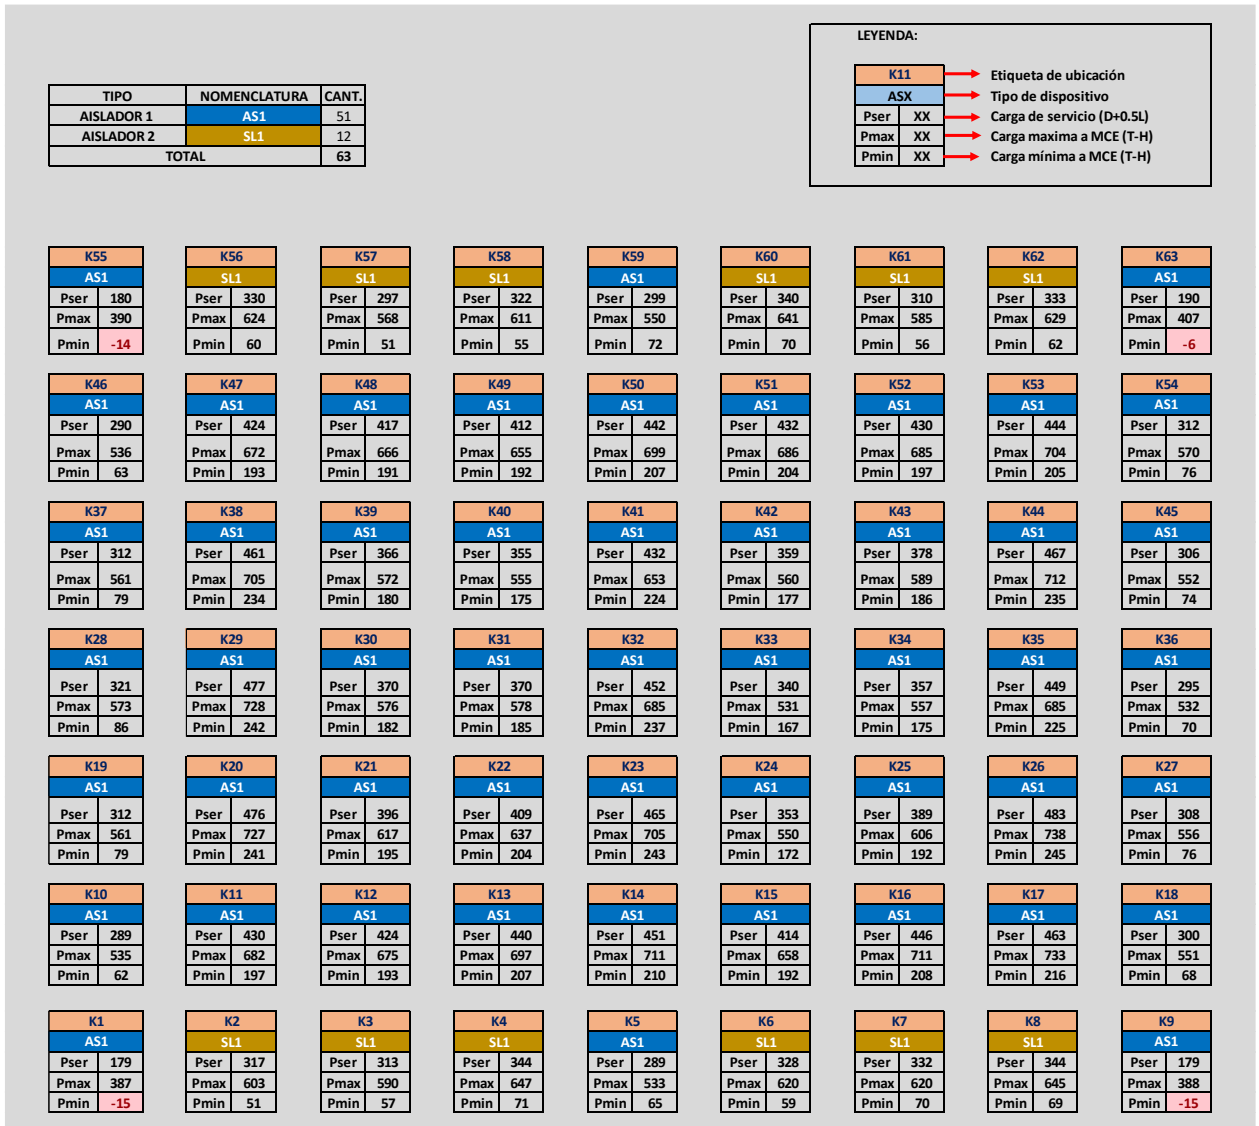 LEYENDA:
K11 Etiqueta de ubicación
ASX Tipo de dispositivo
Pser XX Carga de servicio (D+0.5L)
Pmax XX Carga maxima a MCE (T-H)
Pmin XX Carga mínima a MCE (T-H)
TIPO NOMENCLATURA CANT.
AISLADOR 1 AS1 51
AISLADOR 2 SL1 12
TOTAL 63
K55 K56 K57 K58 K59 K60 K61 K62 K63
AS1 SL1 SL1 SL1 AS1 SL1 SL1 SL1 AS1
Pser 180 Pser 330 Pser 297 Pser 322 Pser 299 Pser 340 Pser 310 Pser 333 Pser 190
Pmax 390 Pmax 624 Pmax 568 Pmax 611 Pmax 550 Pmax 641 Pmax 585 Pmax 629 Pmax 407
Pmin -14 Pmin 60 Pmin 51 Pmin 55 Pmin 72 Pmin 70 Pmin 56 Pmin 62 Pmin -6
K46 K47 K48 K49 K50 K51 K52 K53 K54
AS1 AS1 AS1 AS1 AS1 AS1 AS1 AS1 AS1
Pser 290 Pser 424 Pser 417 Pser 412 Pser 442 Pser 432 Pser 430 Pser 444 Pser 312
Pmax 536 Pmax 672 Pmax 666 Pmax 655 Pmax 699 Pmax 686 Pmax 685 Pmax 704 Pmax 570
Pmin 63 Pmin 193 Pmin 191 Pmin 192 Pmin 207 Pmin 204 Pmin 197 Pmin 205 Pmin 76
K37 K38 K39 K40 K41 K42 K43 K44 K45
AS1 AS1 AS1 AS1 AS1 AS1 AS1 AS1 AS1
Pser 312 Pser 461 Pser 366 Pser 355 Pser 432 Pser 359 Pser 378 Pser 467 Pser 306
Pmax 561 Pmax 705 Pmax 572 Pmax 555 Pmax 653 Pmax 560 Pmax 589 Pmax 712 Pmax 552
Pmin 79 Pmin 234 Pmin 180 Pmin 175 Pmin 224 Pmin 177 Pmin 186 Pmin 235 Pmin 74
K28 K29 K30 K31 K32 K33 K34 K35 K36
AS1 AS1 AS1 AS1 AS1 AS1 AS1 AS1 AS1
Pser 321 Pser 477 Pser 370 Pser 370 Pser 452 Pser 340 Pser 357 Pser 449 Pser 295
Pmax 573 Pmax 728 Pmax 576 Pmax 578 Pmax 685 Pmax 531 Pmax 557 Pmax 685 Pmax 532
Pmin 86 Pmin 242 Pmin 182 Pmin 185 Pmin 237 Pmin 167 Pmin 175 Pmin 225 Pmin 70
K19 K20 K21 K22 K23 K24 K25 K26 K27
AS1 AS1 AS1 AS1 AS1 AS1 AS1 AS1 AS1
Pser 312 Pser 476 Pser 396 Pser 409 Pser 465 Pser 353 Pser 389 Pser 483 Pser 308
Pmax 561 Pmax 727 Pmax 617 Pmax 637 Pmax 705 Pmax 550 Pmax 606 Pmax 738 Pmax 556
Pmin 79 Pmin 241 Pmin 195 Pmin 204 Pmin 243 Pmin 172 Pmin 192 Pmin 245 Pmin 76
K10 K11 K12 K13 K14 K15 K16 K17 K18
AS1 AS1 AS1 AS1 AS1 AS1 AS1 AS1 AS1
Pser 289 Pser 430 Pser 424 Pser 440 Pser 451 Pser 414 Pser 446 Pser 463 Pser 300
Pmax 535 Pmax 682 Pmax 675 Pmax 697 Pmax 711 Pmax 658 Pmax 711 Pmax 733 Pmax 551
Pmin 62 Pmin 197 Pmin 193 Pmin 207 Pmin 210 Pmin 192 Pmin 208 Pmin 216 Pmin 68
K1 K2 K3 K4 K5 K6 K7 K8 K9
AS1 SL1 SL1 SL1 AS1 SL1 SL1 SL1 AS1
Pser 179 Pser 317 Pser 313 Pser 344 Pser 289 Pser 328 Pser 332 Pser 344 Pser 179
Pmax 387 Pmax 603 Pmax 590 Pmax 647 Pmax 533 Pmax 620 Pmax 620 Pmax 645 Pmax 388
Pmin -15 Pmin 51 Pmin 57 Pmin 71 Pmin 65 Pmin 59 Pmin 70 Pmin 69 Pmin -15